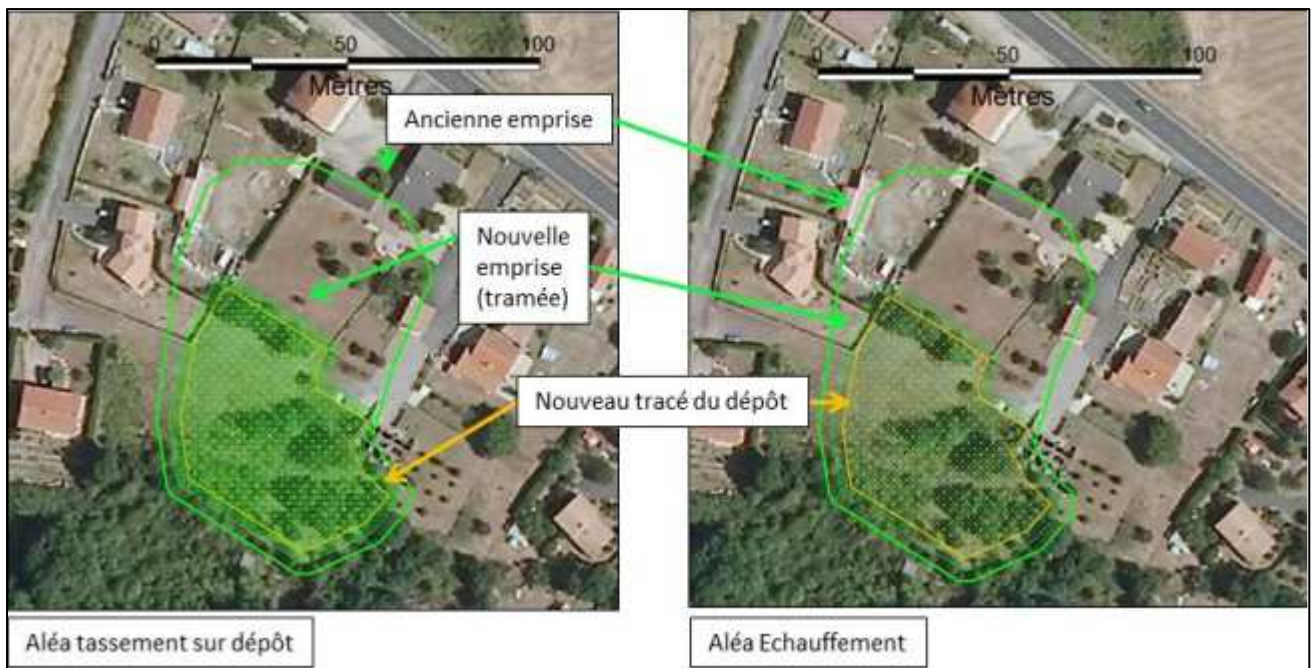 0 50 100
Mètres
0 50 100
Mètres
Ancienne emprise
Nouvelle
emprise
(tramée)
Nouveau tracé du dépôt
Aléa tassement sur dépôt
Aléa Echauffement